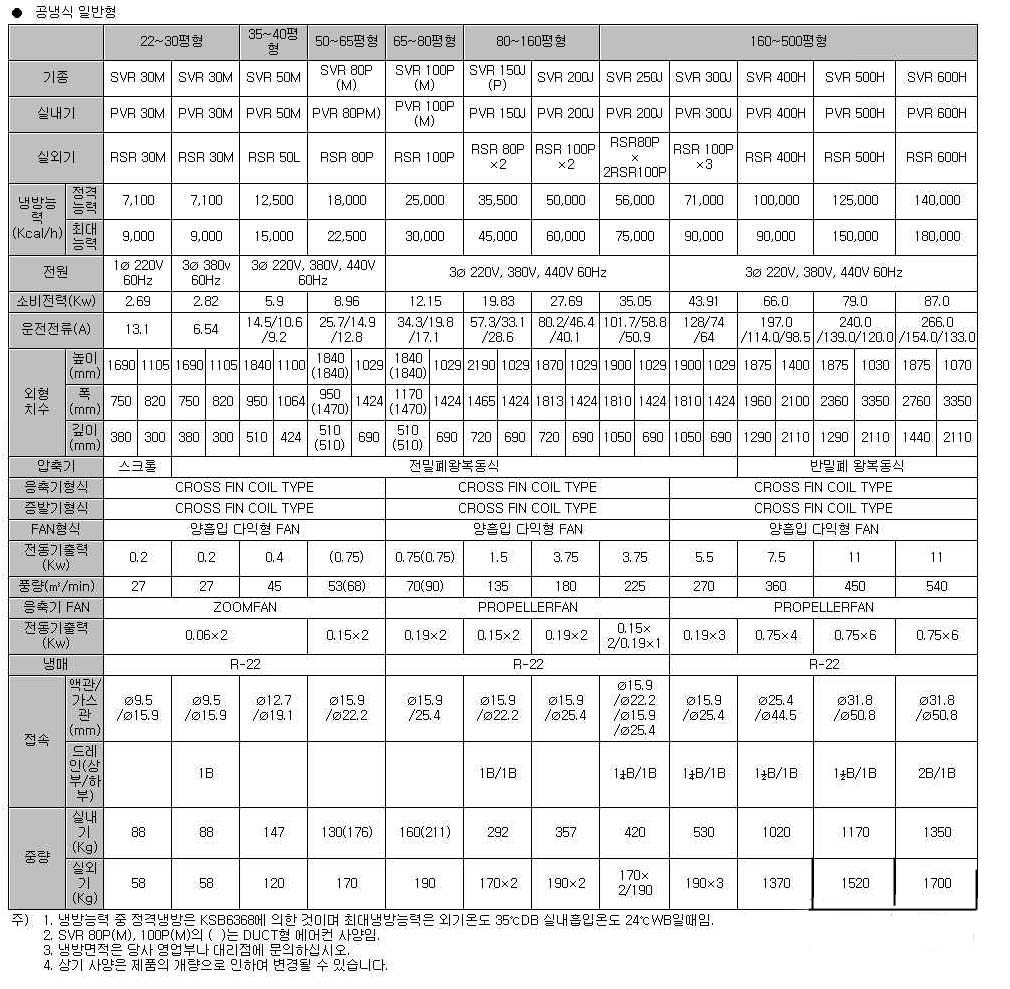 ● 공냉식 일반형
22~30평형 35~40평형 50~65평형 65~80평형 80~160평형 160~500평형
기종 SVR 30M SVR 30M SVR 50M SVR 80P(M) SVR 100P(M) SVR 150J(P) SVR 200J SVR 250J SVR 300J SVR 400H SVR 500H SVR 600H
실내기 PVR 30M PVR 30M PVR 50M PVR 80PM) PVR 100P(M) PVR 150J PVR 200J PVR 200J PVR 300J PVR 400H PVR 500H PVR 600H
실외기 RSR 30M RSR 30M RSR 50L RSR 80P RSR 100P RSR 80P×2 RSR 100P×2 RSR80P×2RSR100P RSR 100P×3 RSR 400H RSR 500H RSR 600H
냉방능력(Kcal/h) 정격능력 7,100 7,100 12,500 18,000 25,000 35,500 50,000 56,000 71,000 100,000 125,000 140,000
최대능력 9,000 9,000 15,000 22,500 30,000 45,000 60,000 75,000 90,000 90,000 150,000 180,000
전원 1ø 220V 60Hz 3ø 380v 60Hz 3ø 220V, 380V, 440V 60Hz 3ø 220V, 380V, 440V 60Hz 3ø 220V, 380V, 440V 60Hz
소비전력(Kw) 2.69 2.82 5.9 8.96 12.15 19.83 27.69 35.05 43.91 66.0 79.0 87.0
운전전류(A) 13.1 6.54 14.5/10.6/9.2 25.7/14.9/12.8 34.3/19.8/17.1 57.3/33.1/28.6 80.2/46.4/40.1 101.7/58.8/50.9 128/74/64 197.0/114.0/98.5 240.0/139.0/120.0 266.0/154.0/133.0
외형치수 높이(mm) 1690 1105 1690 1105 1840 1100 1840(1840) 1029 1840(1840) 1029 2190 1029 1870 1029 1900 1029 1900 1029 1875 1400 1875 1030 1875 1070
폭(mm) 750 820 750 820 950 1064 950(1470) 1424 1170(1470) 1424 1465 1424 1813 1424 1810 1424 1810 1424 1960 2100 2360 3350 2760 3350
깊이(mm) 380 300 380 300 510 424 510(510) 690 510(510) 690 720 690 720 690 1050 690 1050 690 1290 2110 1290 2110 1440 2110
압축기 스크롤 전밀폐왕복동식 반밀폐 왕복동식
응축기형식 CROSS FIN COIL TYPE CROSS FIN COIL TYPE CROSS FIN COIL TYPE
증발기형식 CROSS FIN COIL TYPE CROSS FIN COIL TYPE CROSS FIN COIL TYPE
FAN형식 양흡입 다익형 FAN 양흡입 다익형 FAN 양흡입 다익형 FAN
전동기출력(Kw) 0.2 0.2 0.4 (0.75) 0.75(0.75) 1.5 3.75 3.75 5.5 7.5 11 11
풍량(㎥/min) 27 27 45 53(68) 70(90) 135 180 225 270 360 450 540
응축기 FAN ZOOMFAN PROPELLERFAN PROPELLERFAN
전동기출력(Kw) 0.06×2 0.15×2 0.19×2 0.15×2 0.19×2 0.15×2/0.19×1 0.19×3 0.75×4 0.75×6 0.75×6
냉매 R-22 R-22 R-22
접속 액관/가스관(mm) ø9.5/ø15.9 ø9.5/ø15.9 ø12.7/ø19.1 ø15.9/ø22.2 ø15.9/25.4 ø15.9/ø22.2 ø15.9/ø25.4 ø15.9/ø22.2/ø15.9/ø25.4 ø15.9/ø25.4 ø25.4/ø44.5 ø31.8/ø50.8 ø31.8/ø50.8
드레인(상부/하부) 1B 1B/1B 1¼B/1B 1¼B/1B 1½B/1B 1½B/1B 2B/1B
중량 실내기(Kg) 88 88 147 130(176) 160(211) 292 357 420 530 1020 1170 1350
실외기(Kg) 58 58 120 170 190 170×2 190×2 170×2/190 190×3 1370 1520 1700
주) 1. 냉방능력 중 정격냉방은 KSB6368에 의한 것이며 최대냉방능력은 외기온도 35℃DB 실내흡입온도 24℃WB일때임.
2. SVR 80P(M), 100P(M)의 ( )는 DUCT형 에어컨 사양임.
3. 냉방면적은 당사 영업부나 대리점에 문의하십시오.
4. 상기 사양은 제품의 개량으로 인하여 변경될 수 있습니다.